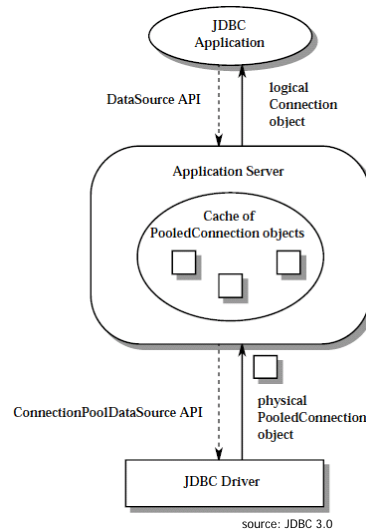 JDBC
Application
DataSource API
logical
Connection
object
Application Server
Cache of
PooledConnection objects
ConnectionPoolDataSource API
physical
PooledConnection
object
JDBC Driver
source: JDBC 3.0